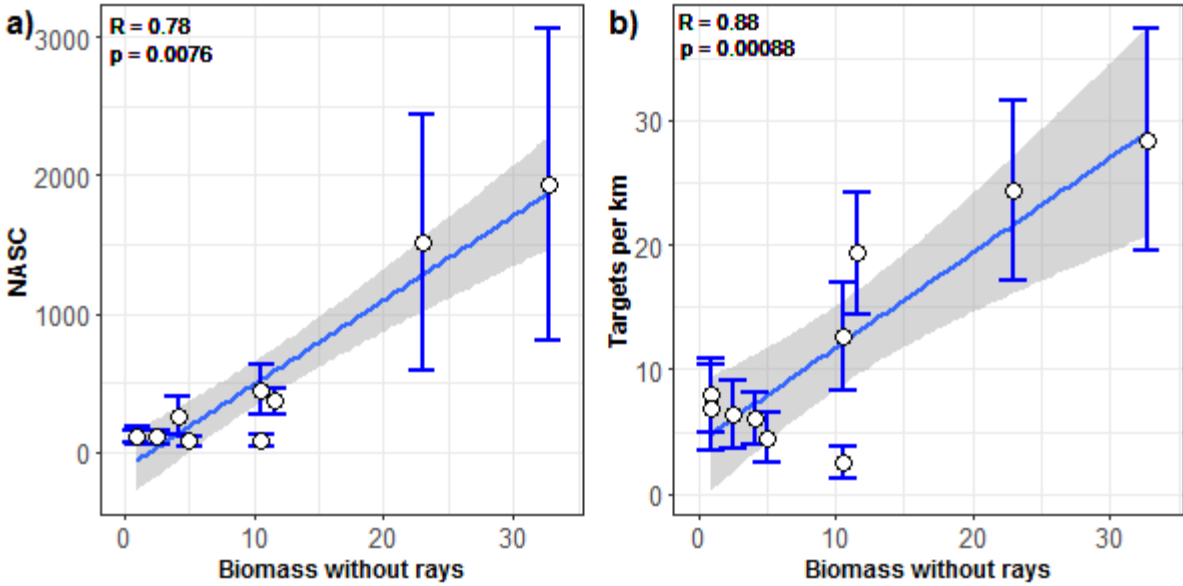 a)
R = 0.78
p = 0.0076
NASC
3000
2000
1000
0
0 10 20 30
Biomass without rays
b)
R = 0.88
p = 0.00088
Targets per km
30
20
10
0
0 10 20 30
Biomass without rays